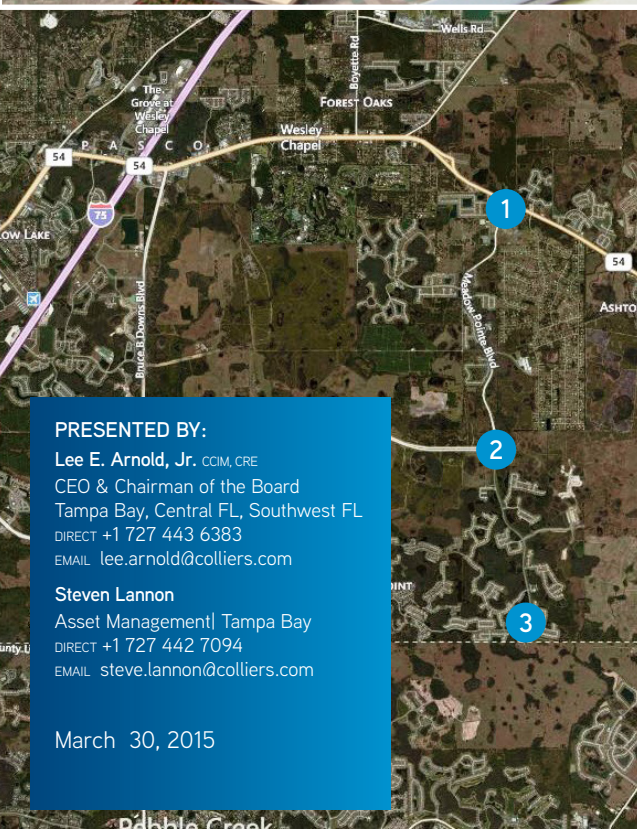 Wells Rd
Boyette Rd
The
Grove at
Wesley
Chapel
FOREST OAKS
Wesley
Chapel
P A S C O
54
54
75
1
54
OW LAKE
ASHTO
Meadow Pointe Blvd
Bruce B Downs Blvd
2
PRESENTED BY:
Lee E. Arnold, Jr. CCIM, CRE
CEO & Chairman of the Board
Tampa Bay, Central FL, Southwest FL
DIRECT +1 727 443 6383
EMAIL lee.arnold@colliers.com
Steven Lannon
Asset Management| Tampa Bay
DIRECT +1 727 442 7094
EMAIL steve.lannon@colliers.com
March 30, 2015
INT
3
unty L
Pebble Creek